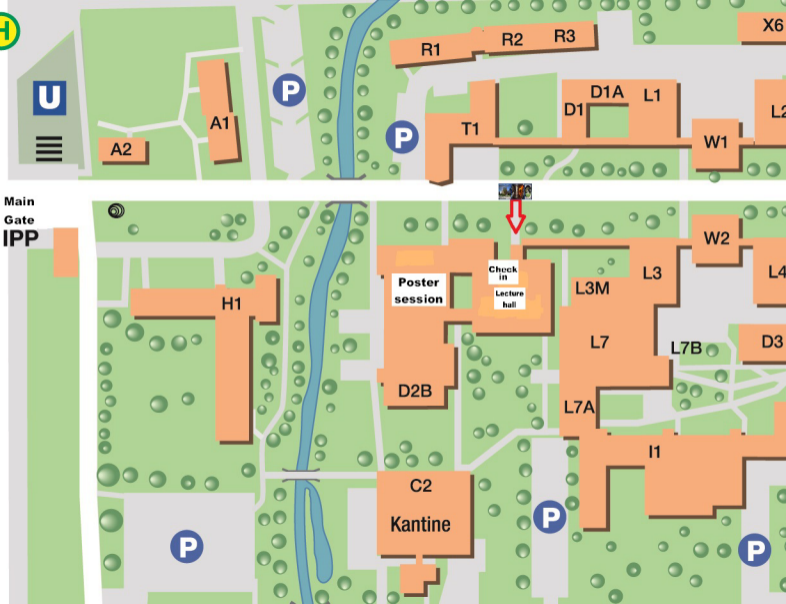 H
X6
R1
R2
R3
U
P
D1A
L1
D1
L2
A1
T1
P
W1
A2
Main
Gate
IPP
W2
Check
in
L3
L4
Poster
session
L3M
Lecture
hall
H1
L7
D3
L7B
D2B
L7A
I1
C2
Kantine
P
P
P